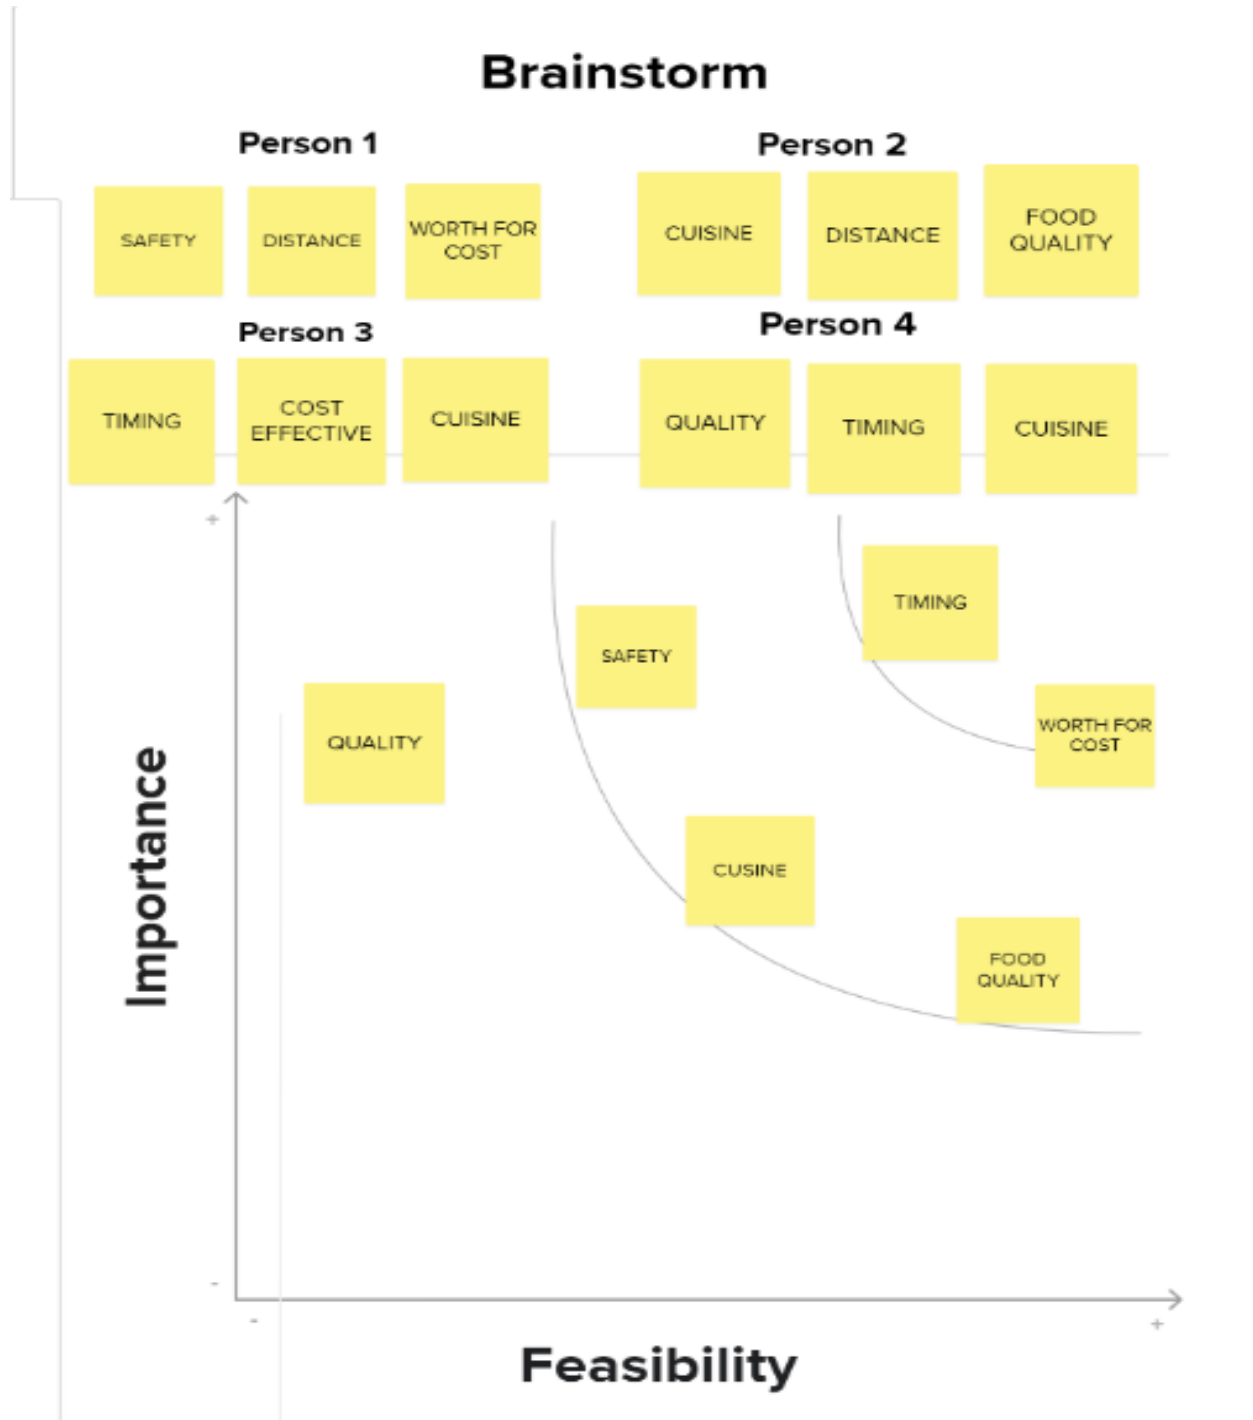 Brainstorm
Person 1
Person 2
SAFETY
DISTANCE
WORTH FOR
COST
CUISINE
DISTANCE
FOOD
QUALITY
Person 3
Person 4
TIMING
COST
EFFECTIVE
CUISINE
QUALITY
TIMING
CUISINE
+
TIMING
SAFETY
WORTH FOR
COST
QUALITY
Importance
CUSINE
FOOD
QUALITY
-
-
+
Feasibility